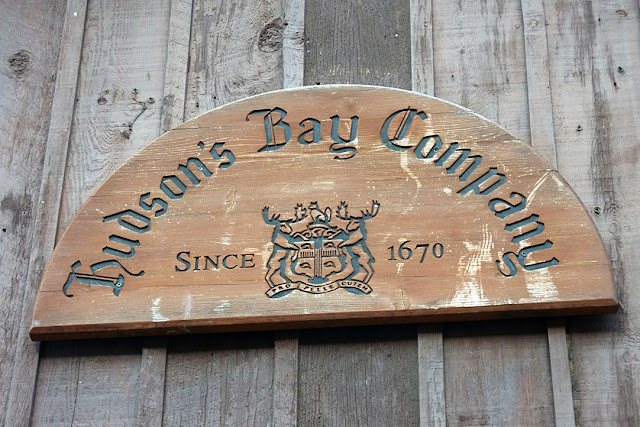 Hudson's Bay Company
SINCE 1670
PRO PELLE CUTEM